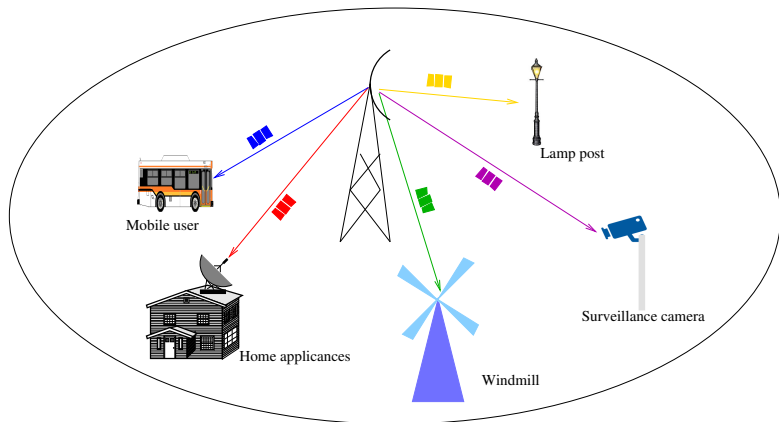 Lamp post
Mobile user
Surveillance camera
Home applicances
Windmill